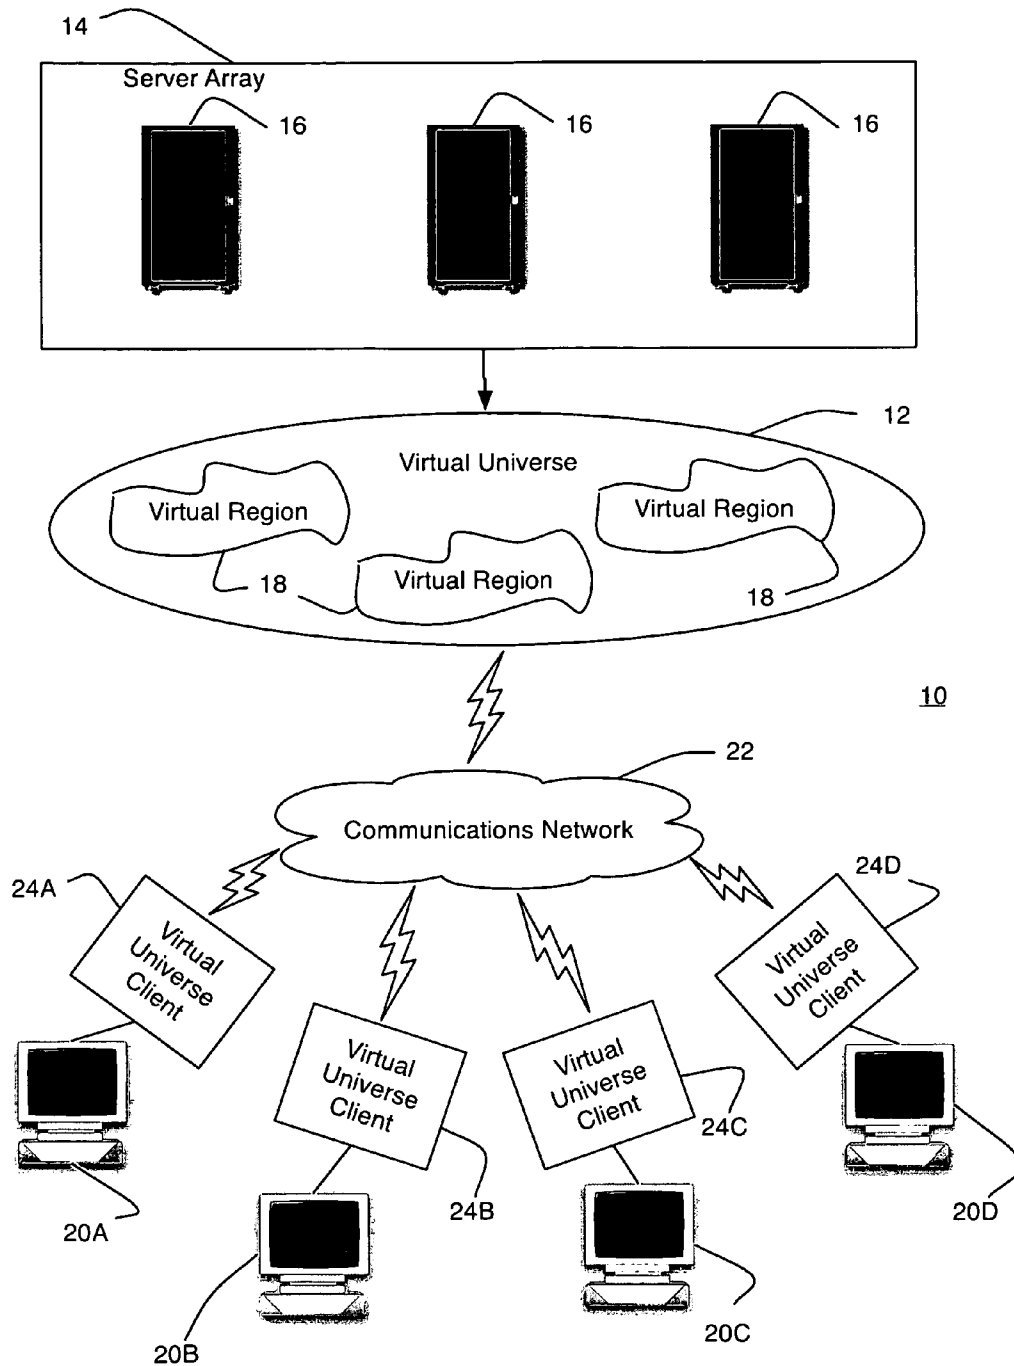 14
Server Array
16
16
16
12
Virtual Universe
Virtual Region
Virtual Region
Virtual Region
18
18
10
22
Communications Network
24A
24D
Virtual
Universe
Client
Virtual
Universe
Client
Virtual
Universe
Client
Virtual
Universe
Client
24C
24B
20A
20D
20C
20B